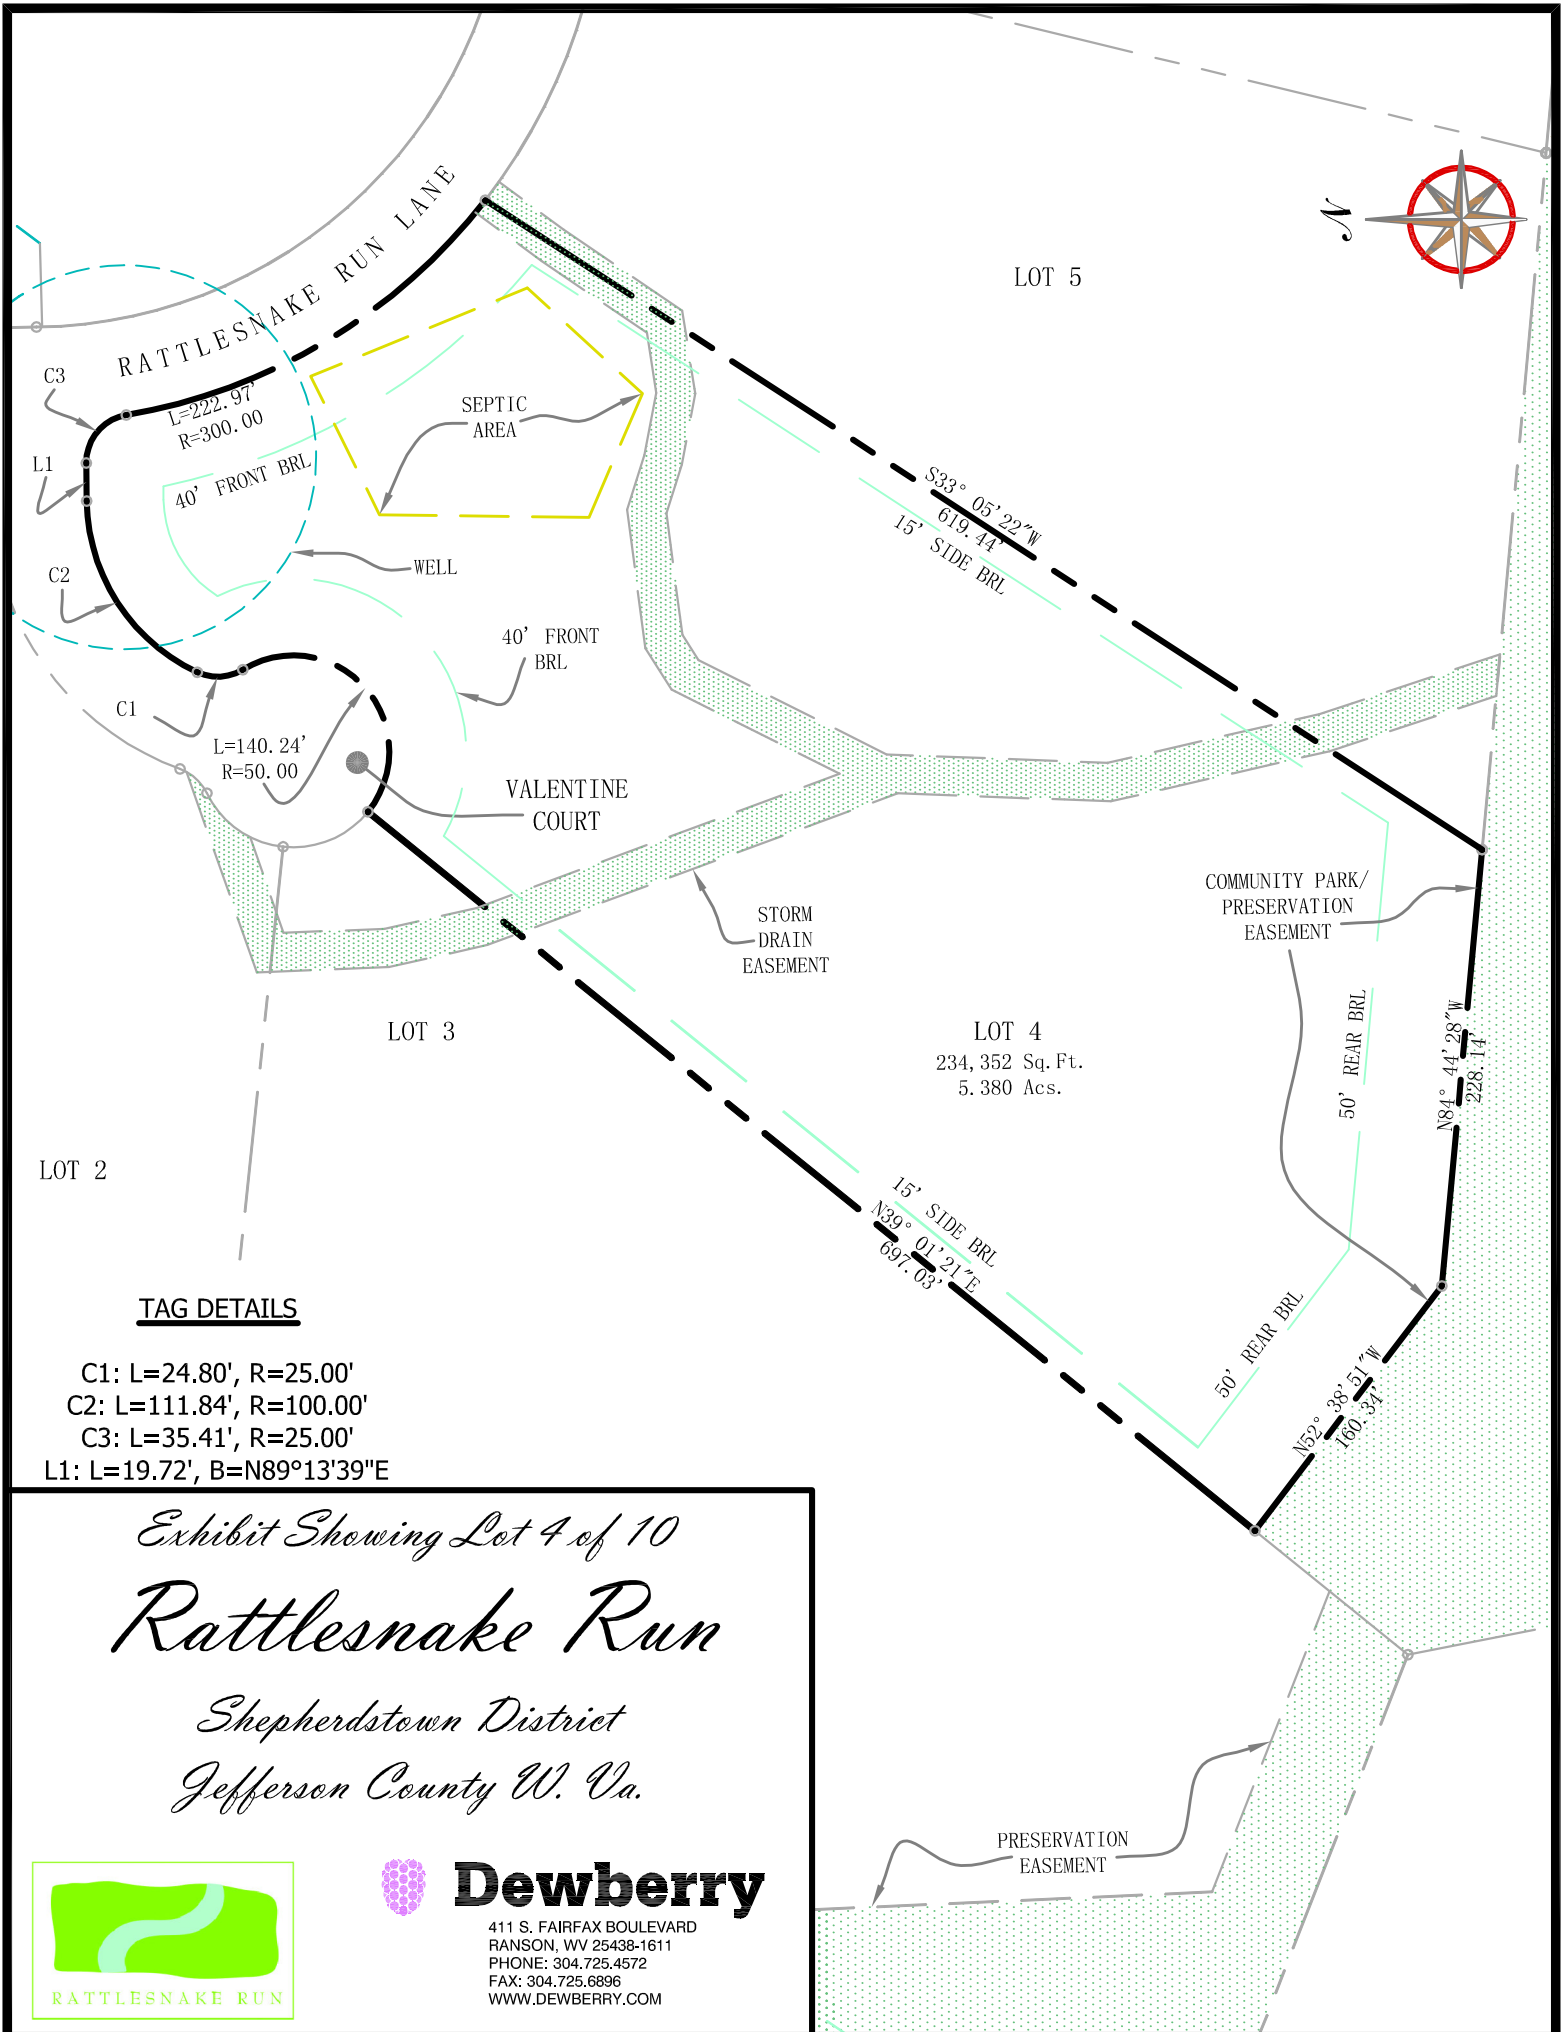 N
LOT 5
RATTLESNAKE RUN LANE
C3
L=222.97'
R=300.00
SEPTIC
AREA
L1
40' FRONT BRL
S33° 05'22"W
619.44'
15' SIDE BRL
WELL
C2
40' FRONT
BRL
C1
L=140.24'
R=50.00
VALENTINE
COURT
COMMUNITY PARK/
PRESERVATION
EASEMENT
STORM
DRAIN
EASEMENT
LOT 3
LOT 4
234,352 Sq.Ft.
5.380 Acs.
50' REAR BRL
N84° 44'28"W
228.14'
LOT 2
15' SIDE BRL
N39° 01'21"E
697.03'
50' REAR BRL
N52° 38'51"W
160.34'
TAG DETAILS
C1: L=24.80', R=25.00'
C2: L=111.84', R=100.00'
C3: L=35.41', R=25.00'
L1: L=19.72', B=N89°13'39"E
Exhibit Showing Lot 4 of 10
Rattlesnake Run
Shepherdstown District
Jefferson County W. Va.
PRESERVATION
EASEMENT
RATTLESNAKE RUN
Dewberry
411 S. FAIRFAX BOULEVARD
RANSON, WV 25438-1611
PHONE: 304.725.4572
FAX: 304.725.6896
WWW.DEWBERRY.COM